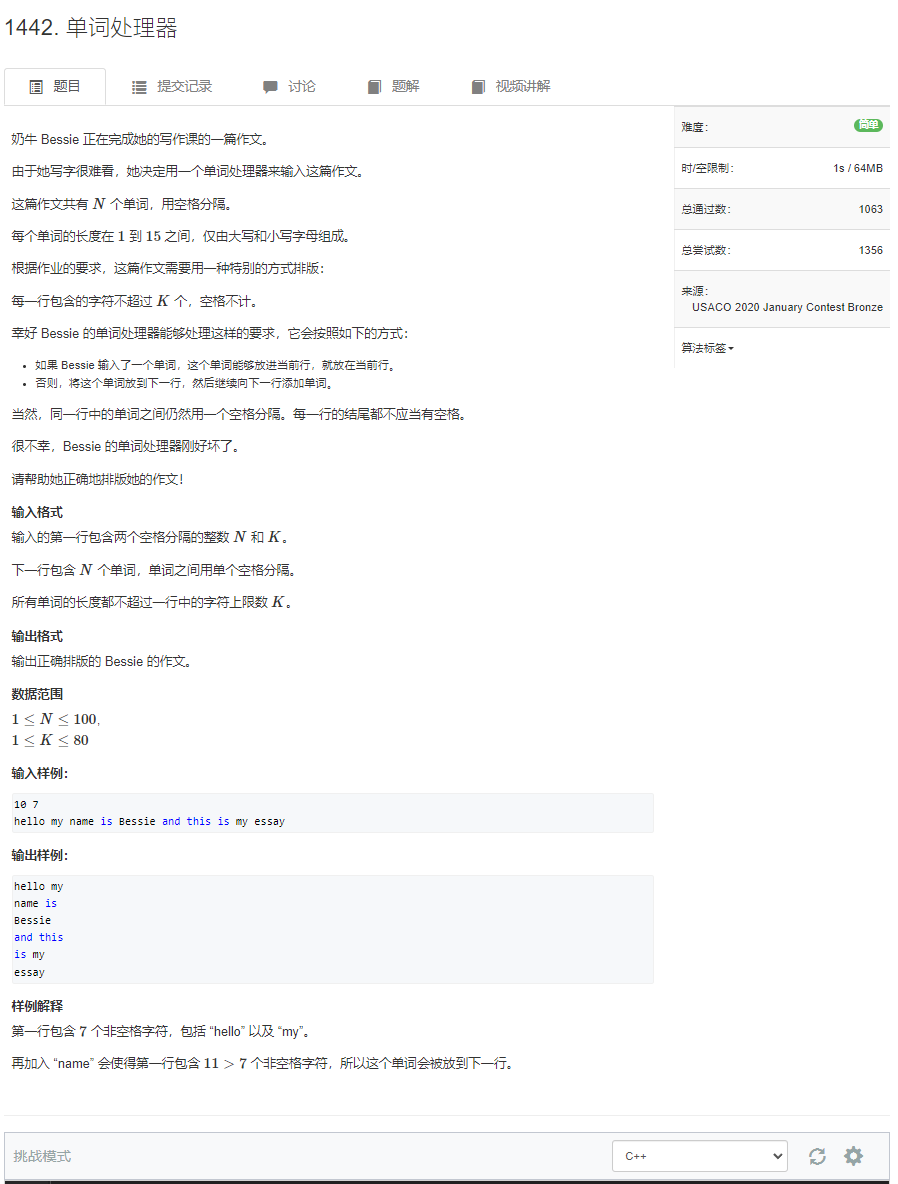 1442. 单词处理器
题目
提交记录
讨论
题解
视频讲解
奶牛 Bessie 正在完成她的写作课的一篇作文。
由于她写字很难看，她决定用一个单词处理器来输入这篇作文。
这篇作文共有 N 个单词，用空格分隔。
每个单词的长度在 1 到 15 之间，仅由大写和小写字母组成。
根据作业的要求，这篇作文需要用一种特别的方式排版：
每一行包含的字符不超过 K 个，空格不计。
幸好 Bessie 的单词处理器能够处理这样的要求，它会按照如下的方式：
• 如果 Bessie 输入了一个单词，这个单词能够放进当前行，就放在当前行。
• 否则，将这个单词放到下一行，然后继续向下一行添加单词。
当然，同一行中的单词之间仍然用一个空格分隔。每一行的结尾都不应当有空格。
很不幸，Bessie 的单词处理器刚好坏了。
请帮助她正确地排版她的作文！
输入格式
输入的第一行包含两个空格分隔的整数 N 和 K。
下一行包含 N 个单词，单词之间用单个空格分隔。
所有单词的长度都不超过一行中的字符上限数 K。
输出格式
输出正确排版的 Bessie 的作文。
数据范围
1 ≤ N ≤ 100,
1 ≤ K ≤ 80
输入样例：
10 7
hello my name is Bessie and this is my essay
输出样例：
hello my
name is
Bessie
and this
is my
essay
样例解释
第一行包含 7 个非空格字符，包括 “hello” 以及 “my”。
再加入 “name” 会使得第一行包含 11 > 7 个非空格字符，所以这个单词会被放到下一行。
难度： 简单
时/空限制： 1s / 64MB
总通过数： 1063
总尝试数： 1356
来源：
USACO 2020 January Contest Bronze
算法标签
挑战模式
C++